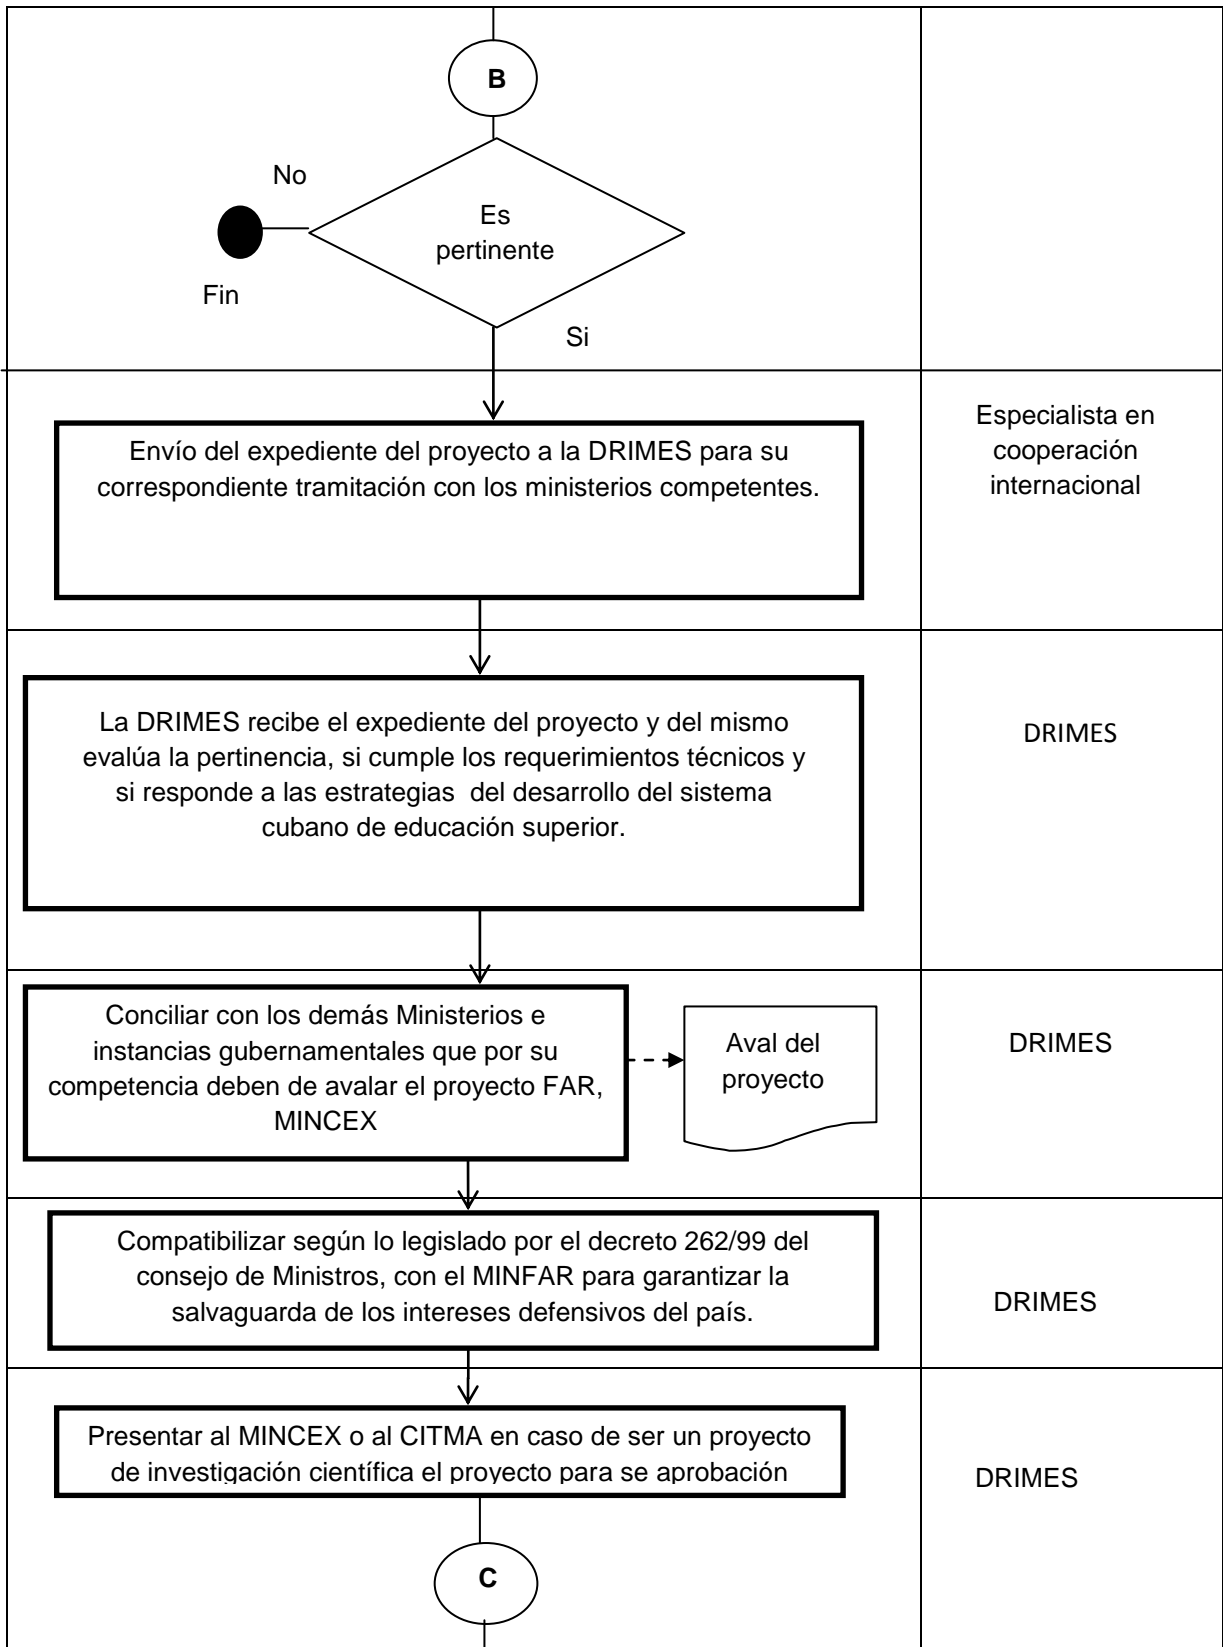 B
No
Es
pertinente
Fin
Si
Envío del expediente del proyecto a la DRIMES para su
correspondiente tramitación con los ministerios competentes.
Especialista en
cooperación
internacional
La DRIMES recibe el expediente del proyecto y del mismo
evalúa la pertinencia, si cumple los requerimientos técnicos y
si responde a las estrategias  del desarrollo del sistema
cubano de educación superior.
DRIMES
Conciliar con los demás Ministerios e
instancias gubernamentales que por su
competencia deben de avalar el proyecto FAR,
MINCEX
Aval del
proyecto
DRIMES
Compatibilizar según lo legislado por el decreto 262/99 del
consejo de Ministros, con el MINFAR para garantizar la
salvaguarda de los intereses defensivos del país.
DRIMES
Presentar al MINCEX o al CITMA en caso de ser un proyecto
de investigación científica el proyecto para se aprobación
DRIMES
C